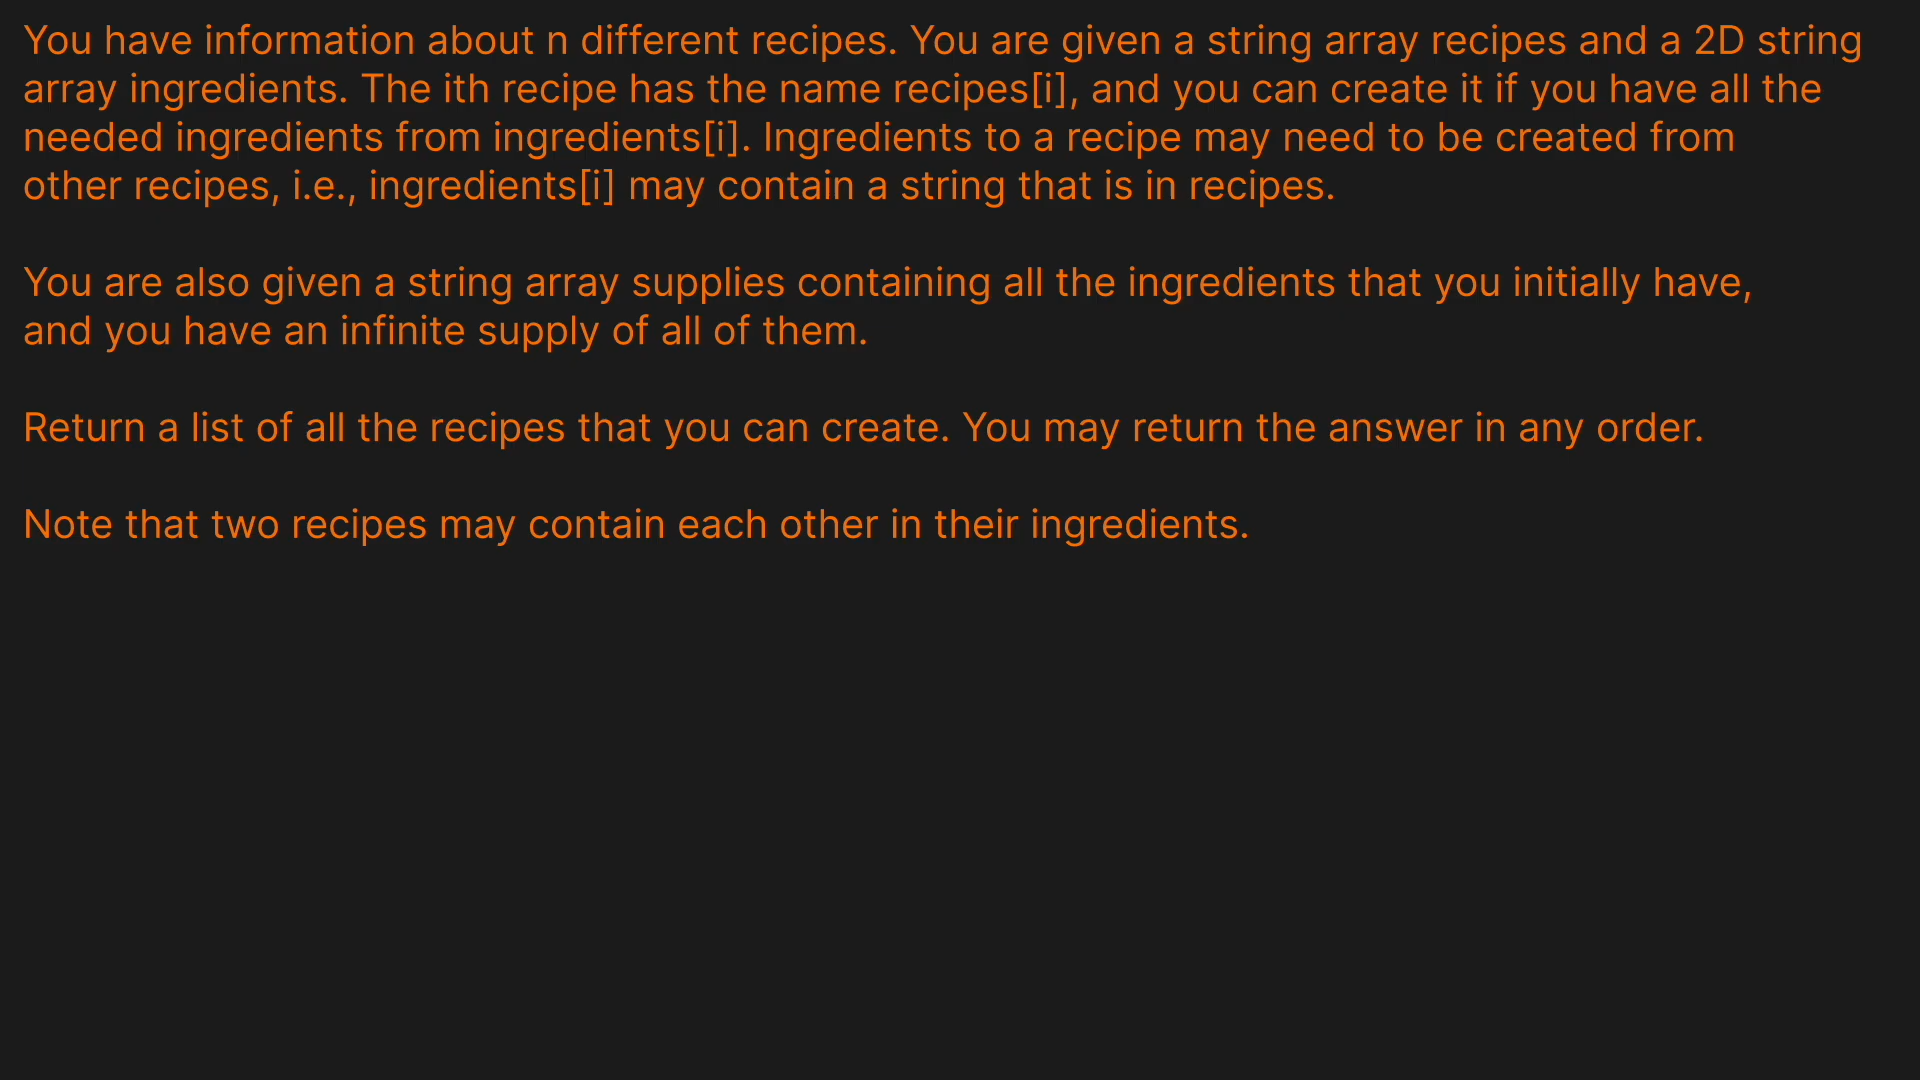 You have information about n different recipes. You are given a string array recipes and a 2D string
array ingredients. The ith recipe has the name recipes[i], and you can create it if you have all the
needed ingredients from ingredients[i]. Ingredients to a recipe may need to be created from
other recipes, i.e., ingredients[i] may contain a string that is in recipes.
You are also given a string array supplies containing all the ingredients that you initially have,
and you have an infinite supply of all of them.
Return a list of all the recipes that you can create. You may return the answer in any order.
Note that two recipes may contain each other in their ingredients.